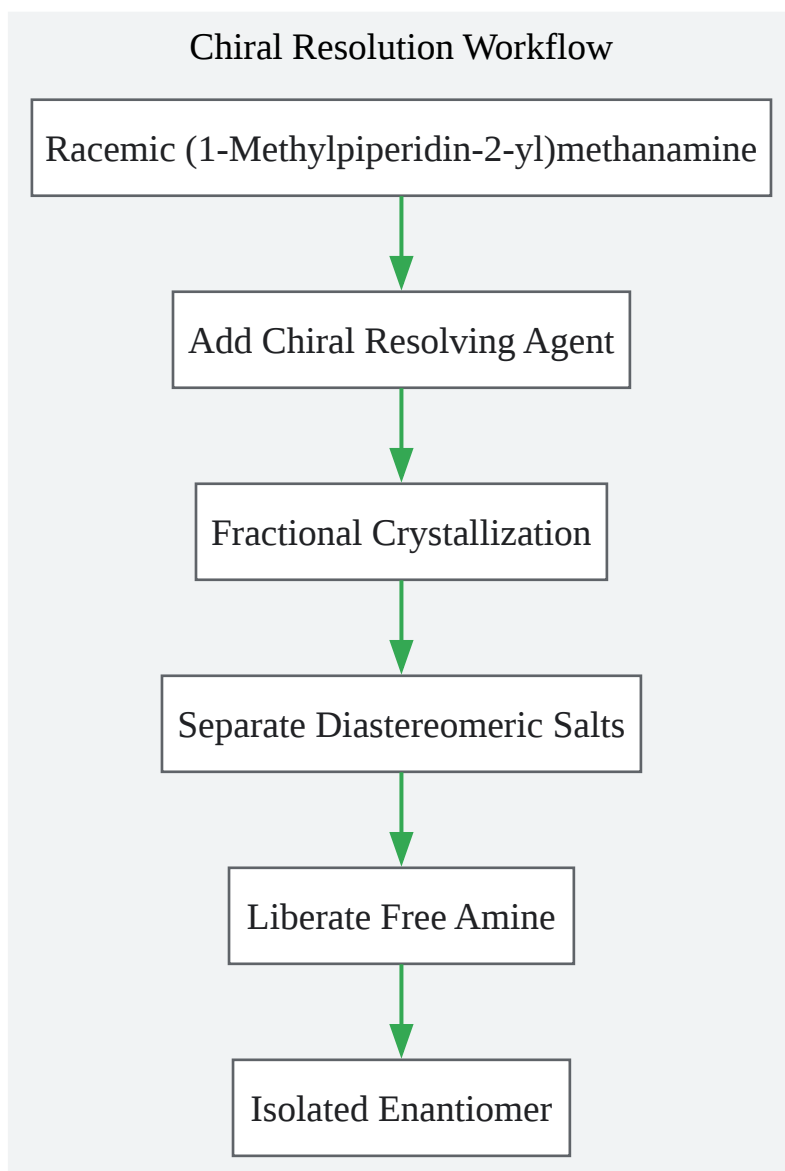 Chiral Resolution Workflow
Racemic (1-Methylpiperidin-2-yl)methanamine
Add Chiral Resolving Agent
Fractional Crystallization
Separate Diastereomeric Salts
Liberate Free Amine
Isolated Enantiomer